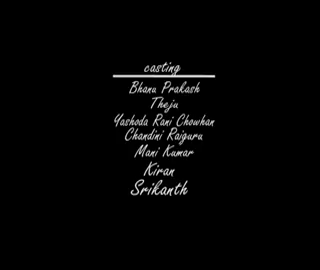 casting
Bhanu Prakash
Theju
Yashoda Rani Chowhan
Chandini Rajguru
Mani Kumar
Kiran
Srikanth